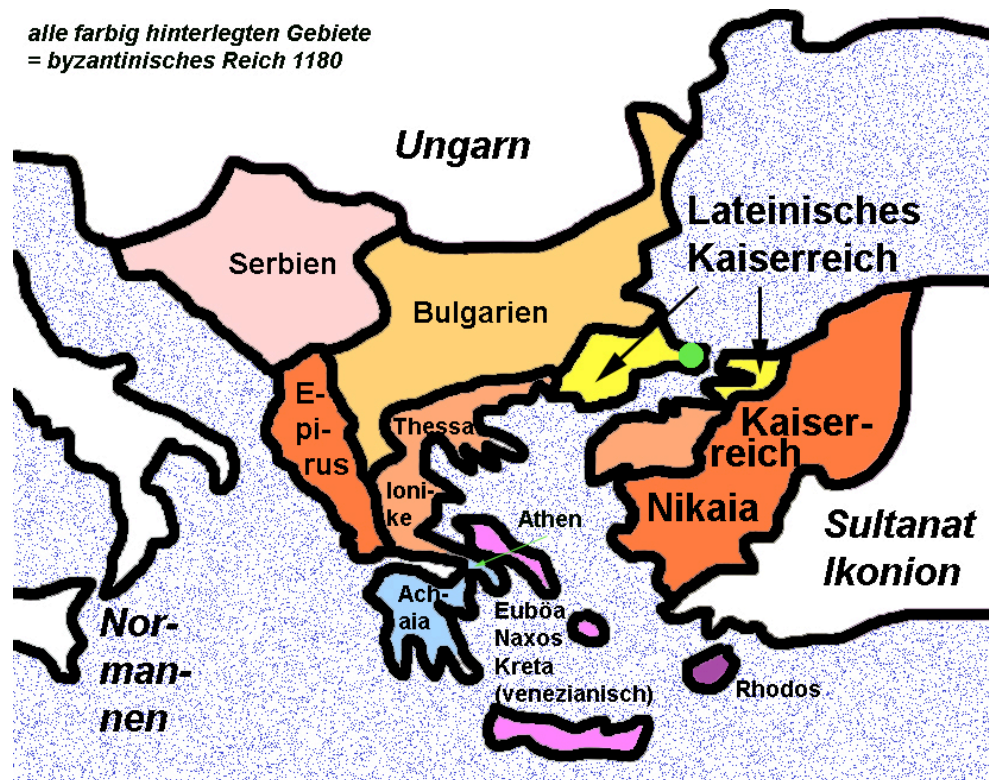 alle farbig hinterlegten Gebiete
= byzantinisches Reich 1180
Ungarn
Lateinisches
Kaiserreich
Serbien
Bulgarien
E-
pi-
rus
Thessa
loni-
ke
Kaiser-
reich
Nikaia
Athen
Sultanat
Ikonion
Ach-
aia
Euböa
Naxos
Kreta
(venezianisch)
Rhodos
Nor-
man-
nen